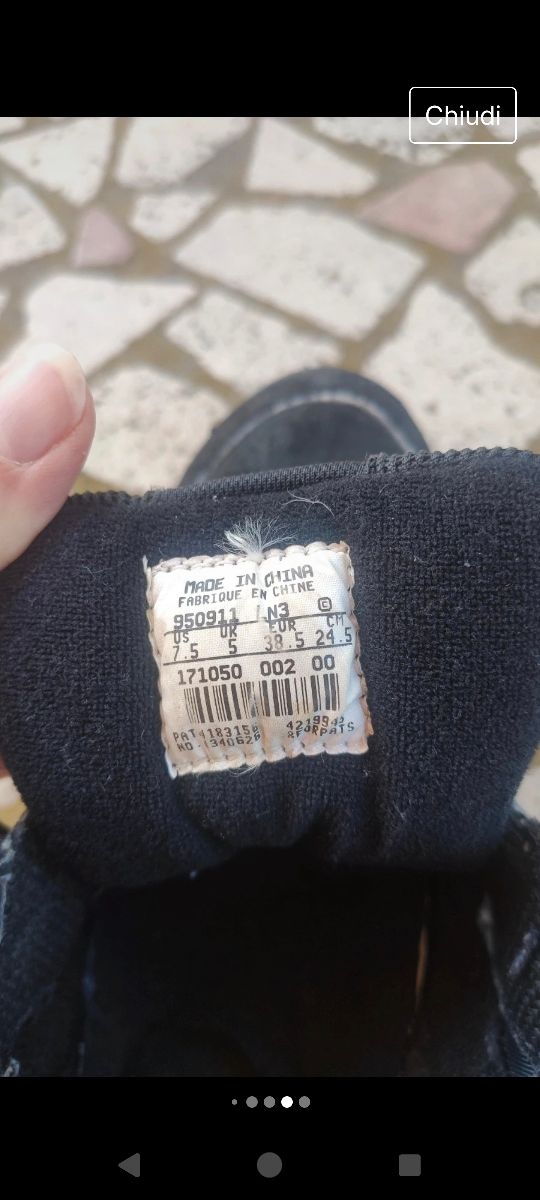 Chiudi
MADE IN CHINA
FABRIQUE EN CHINE
950911 N3 ©
US UK EUR CM
7.5 5 38.5 24.5
171050 002 00